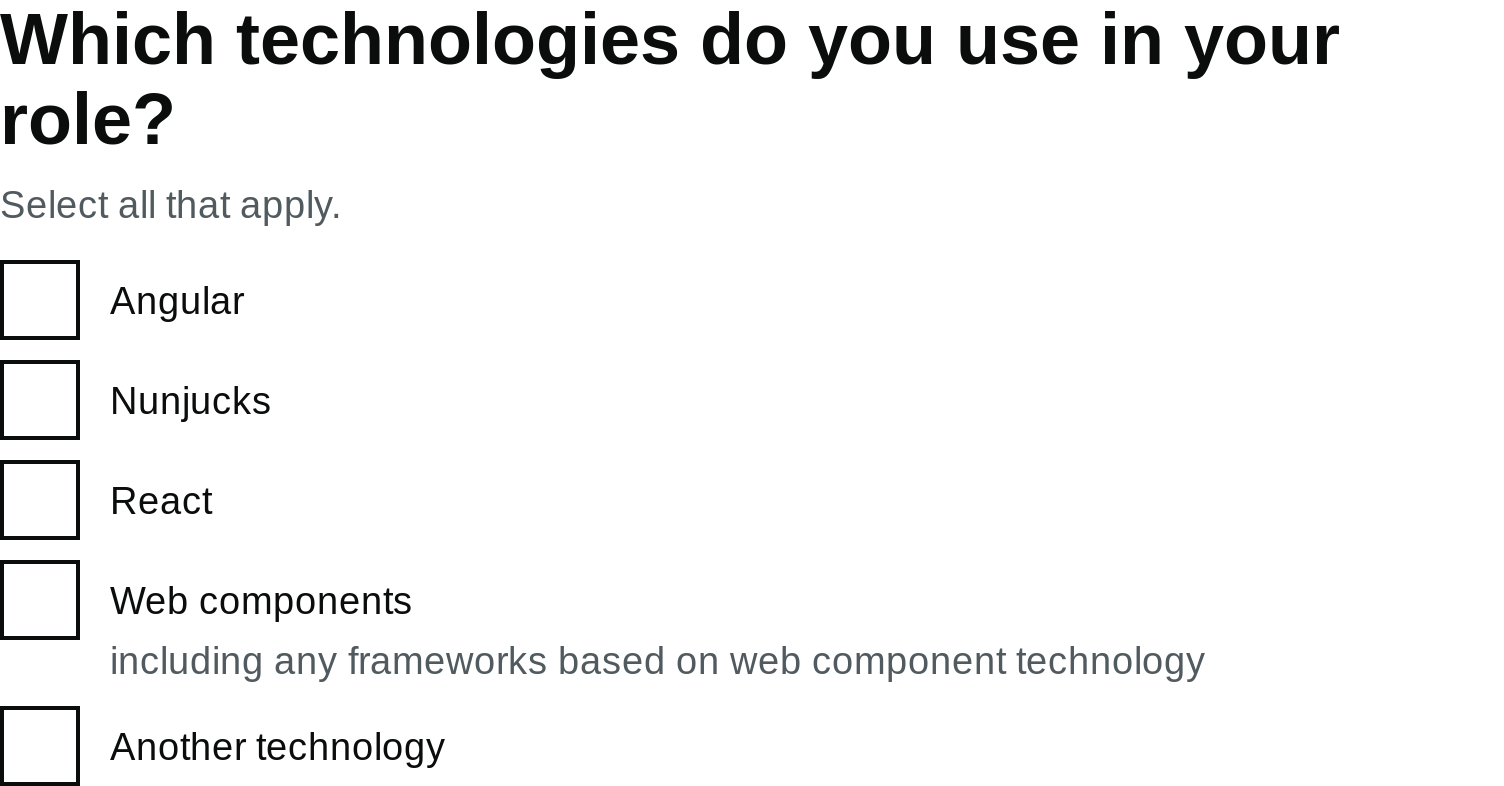 Which technologies do you use in your
role?
Select all that apply.
Angular
Nunjucks
React
Web components
including any frameworks based on web component technology
Another technology